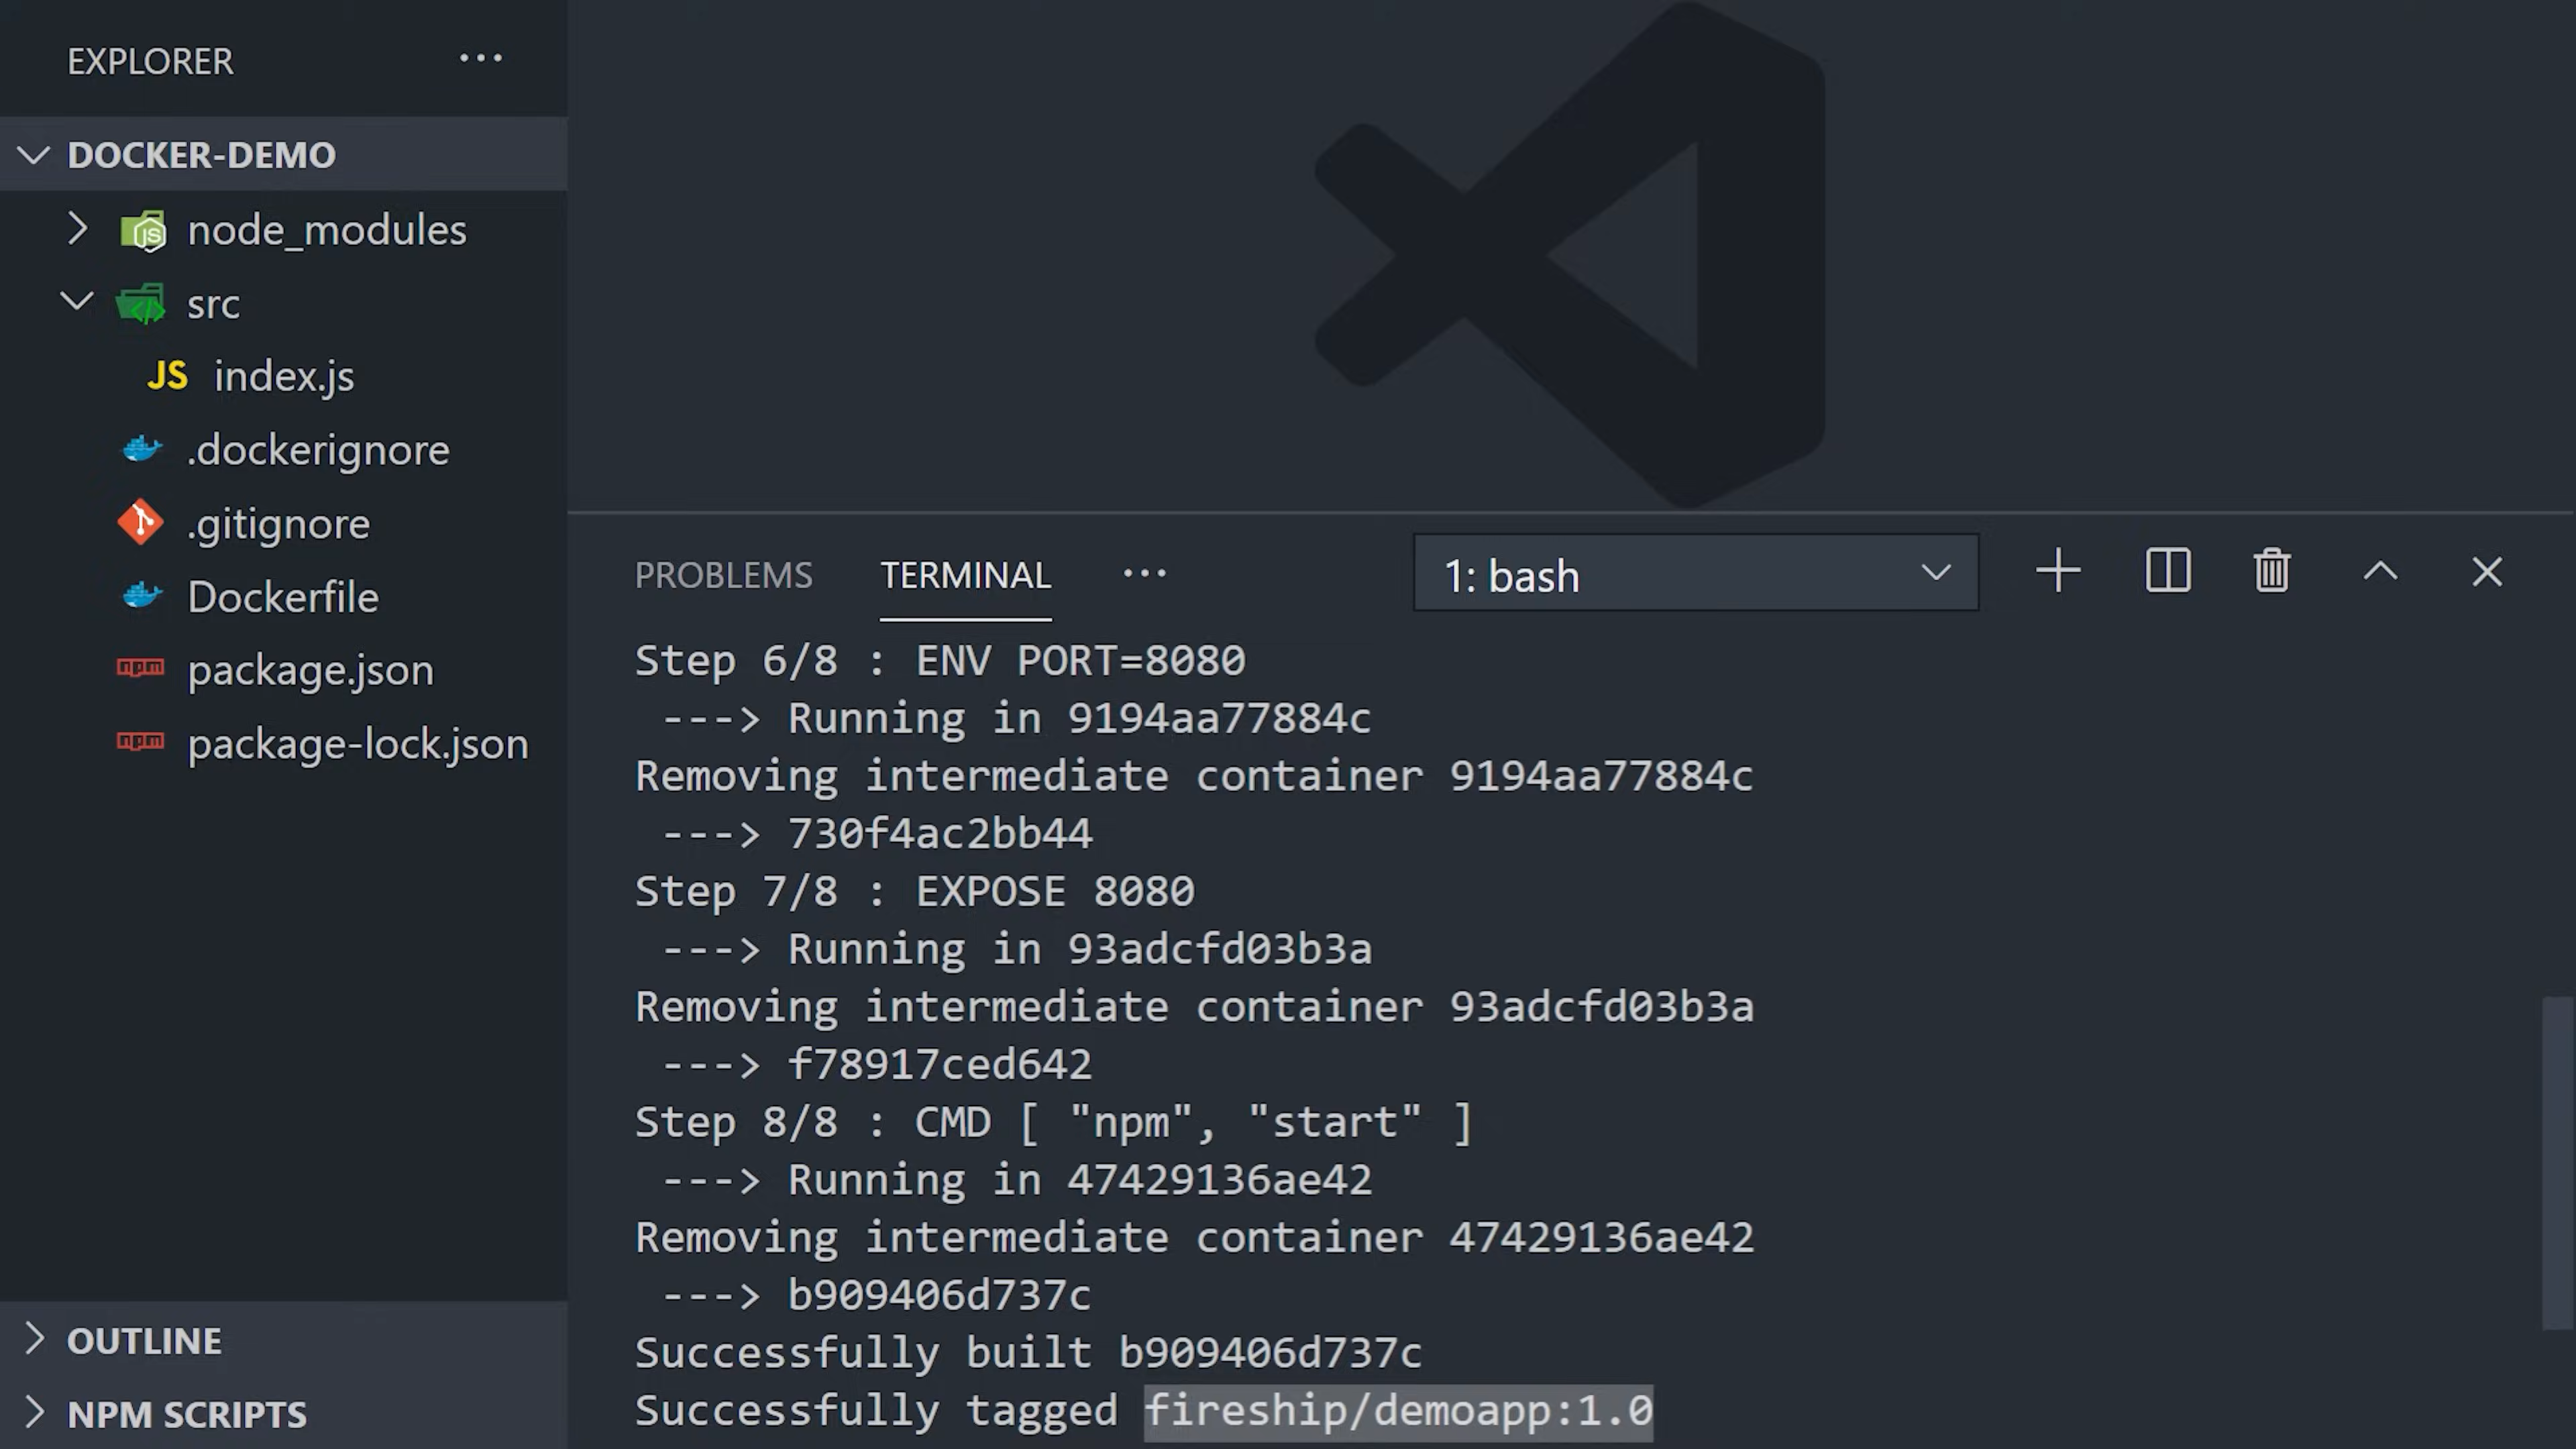 EXPLORER
DOCKER-DEMO
node_modules
src
JS index.js
.dockerignore
.gitignore
Dockerfile
npm package.json
npm package-lock.json
OUTLINE
NPM SCRIPTS
PROBLEMS TERMINAL 1: bash
Step 6/8 : ENV PORT=8080
---> Running in 9194aa77884c
Removing intermediate container 9194aa77884c
---> 730f4ac2bb44
Step 7/8 : EXPOSE 8080
---> Running in 93adcfd03b3a
Removing intermediate container 93adcfd03b3a
---> f78917ced642
Step 8/8 : CMD [ "npm", "start" ]
---> Running in 47429136ae42
Removing intermediate container 47429136ae42
---> b909406d737c
Successfully built b909406d737c
Successfully tagged fireship/demoapp:1.0